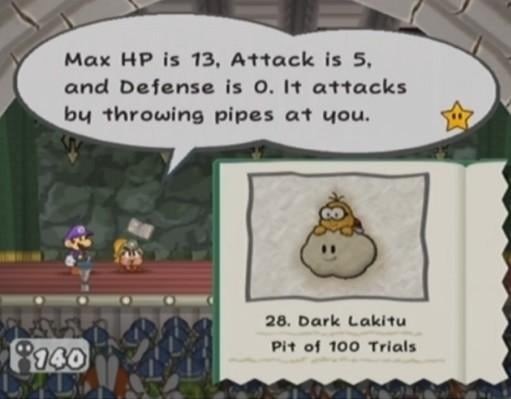 Max HP is 13, Attack is 5,
and Defense is 0. It attacks
by throwing pipes at you.
28. Dark Lakitu
Pit of 100 Trials
140